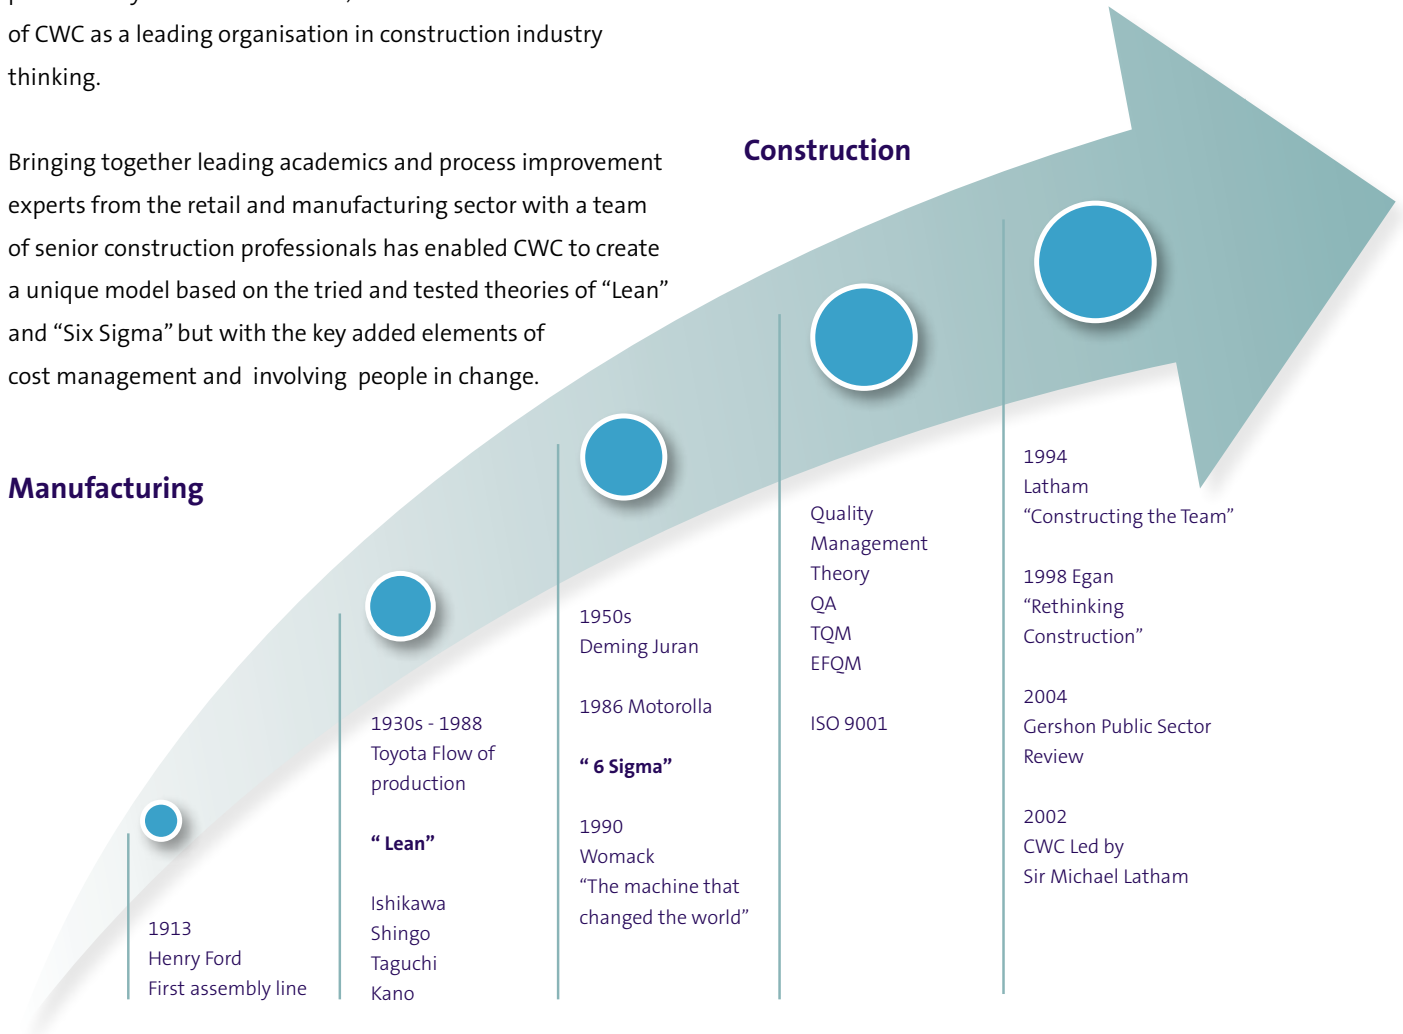 of CWC as a leading organisation in construction industry
thinking.
Bringing together leading academics and process improvement
experts from the retail and manufacturing sector with a team
of senior construction professionals has enabled CWC to create
a unique model based on the tried and tested theories of “Lean”
and “Six Sigma” but with the key added elements of
cost management and involving people in change.
Construction
Manufacturing
1913
Henry Ford
First assembly line
1930s - 1988
Toyota Flow of
production
“ Lean”
Ishikawa
Shingo
Taguchi
Kano
1950s
Deming Juran
1986 Motorolla
“ 6 Sigma”
1990
Womack
“The machine that
changed the world”
Quality
Management
Theory
QA
TQM
EFQM
ISO 9001
1994
Latham
“Constructing the Team”
1998 Egan
“Rethinking
Construction”
2004
Gershon Public Sector
Review
2002
CWC Led by
Sir Michael Latham